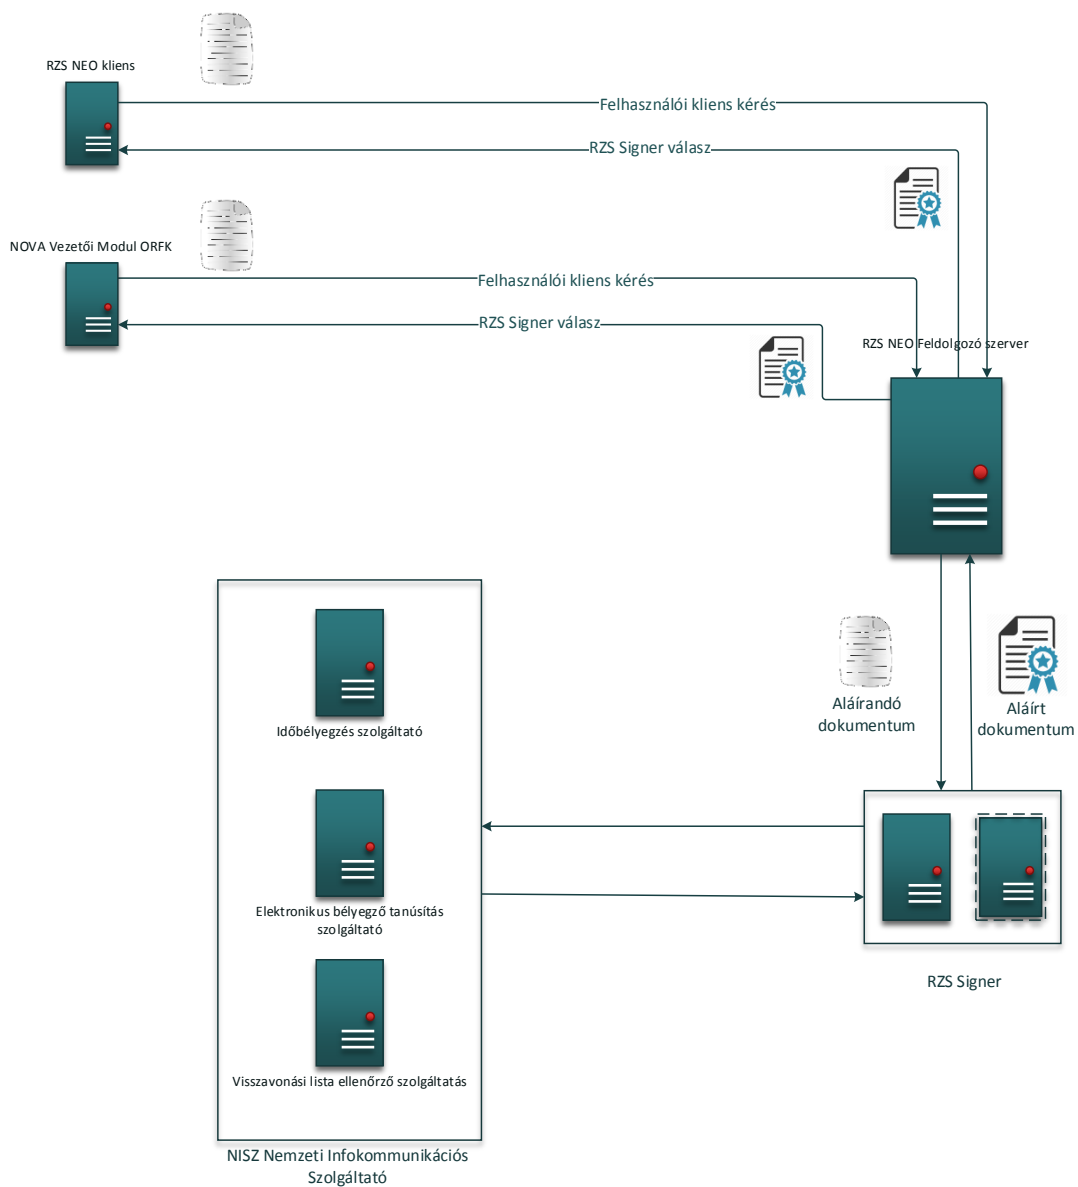 RZS NEO kliens
Felhasználói kliens kérés
RZS Signer válasz
NOVA Vezetői Modul ORFK
Felhasználói kliens kérés
RZS Signer válasz
RZS NEO Feldolgozó szerver
Aláírandó
dokumentum
Aláírt
dokumentum
Időbélyegzés szolgáltató
Elektronikus bélyegző tanúsítás
szolgáltató
RZS Signer
Visszavonási lista ellenőrző szolgáltatás
NISZ Nemzeti Infokommunikációs
Szolgáltató